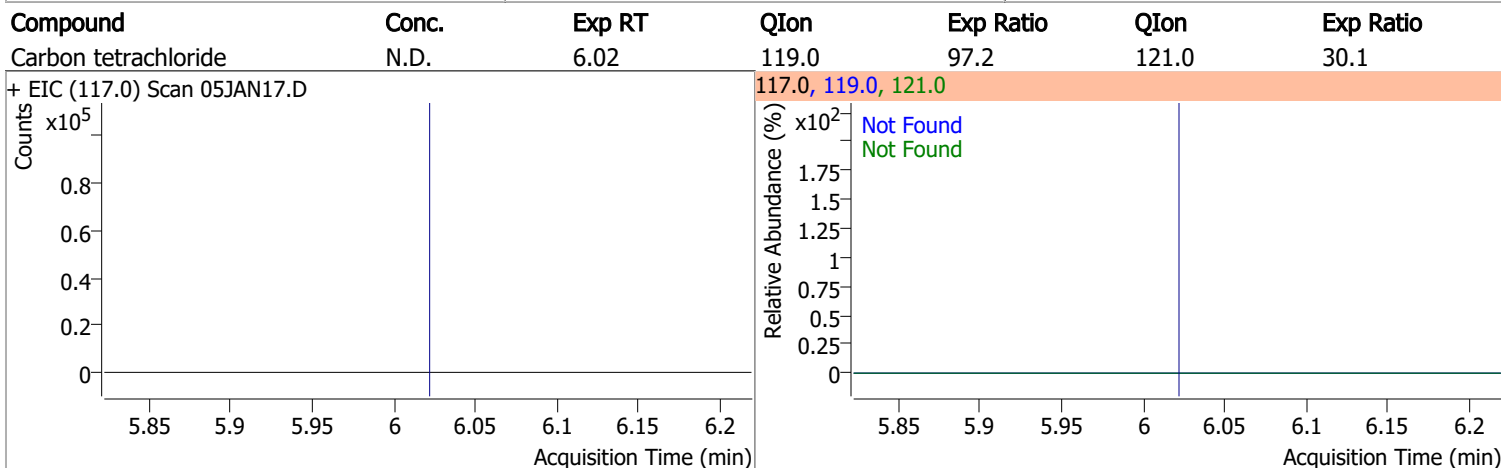 Compound Conc. Exp RT QIon Exp Ratio QIon Exp Ratio
Carbon tetrachloride N.D. 6.02 119.0 97.2 121.0 30.1
+ EIC (117.0) Scan 05JAN17.D
Counts
x10⁵
0.8
0.6
0.4
0.2
0
5.85 5.9 5.95 6 6.05 6.1 6.15 6.2
Acquisition Time (min)
117.0, 119.0, 121.0
Relative Abundance (%)
x10²
Not Found
Not Found
1.75
1.5
1.25
1
0.75
0.5
0.25
0
5.85 5.9 5.95 6 6.05 6.1 6.15 6.2
Acquisition Time (min)